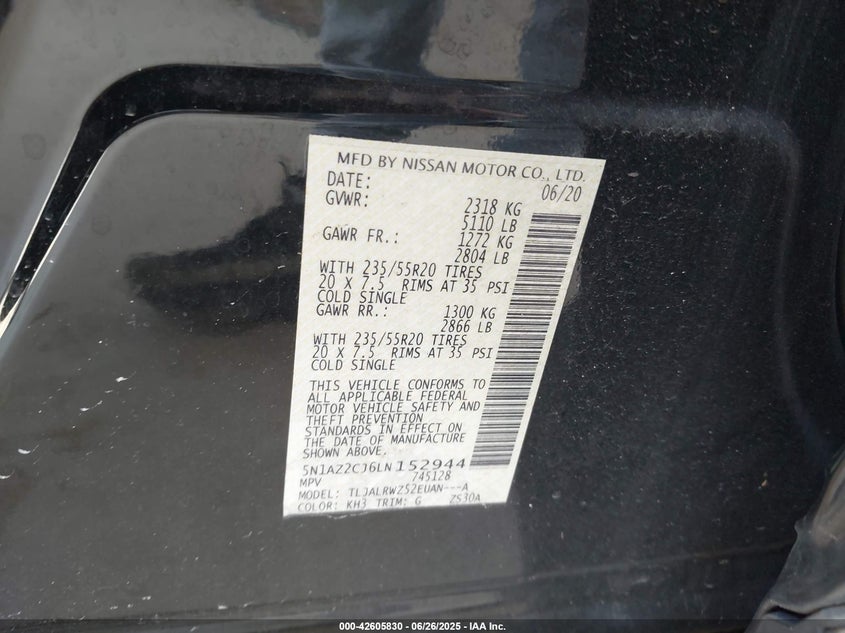 MFD BY NISSAN MOTOR CO., LTD.
DATE: 06/20
GVWR: 2318 KG
5110 LB
GAWR FR.: 1272 KG
2804 LB
WITH 235/55R20 TIRES
20 X 7.5 RIMS AT 35 PSI
COLD SINGLE
GAWR RR.: 1300 KG
2866 LB
WITH 235/55R20 TIRES
20 X 7.5 RIMS AT 35 PSI
COLD SINGLE
THIS VEHICLE CONFORMS TO
ALL APPLICABLE FEDERAL
MOTOR VEHICLE SAFETY AND
THEFT PREVENTION
STANDARDS IN EFFECT ON
THE DATE OF MANUFACTURE
SHOWN ABOVE.
5N1AZ2CJ6LN152944
MPV 745128
MODEL: TLJALRWZ52EUAN---A
COLOR: KH3 TRIM: G ZS30A
000-42605830 - 06/26/2025 - IAA Inc.